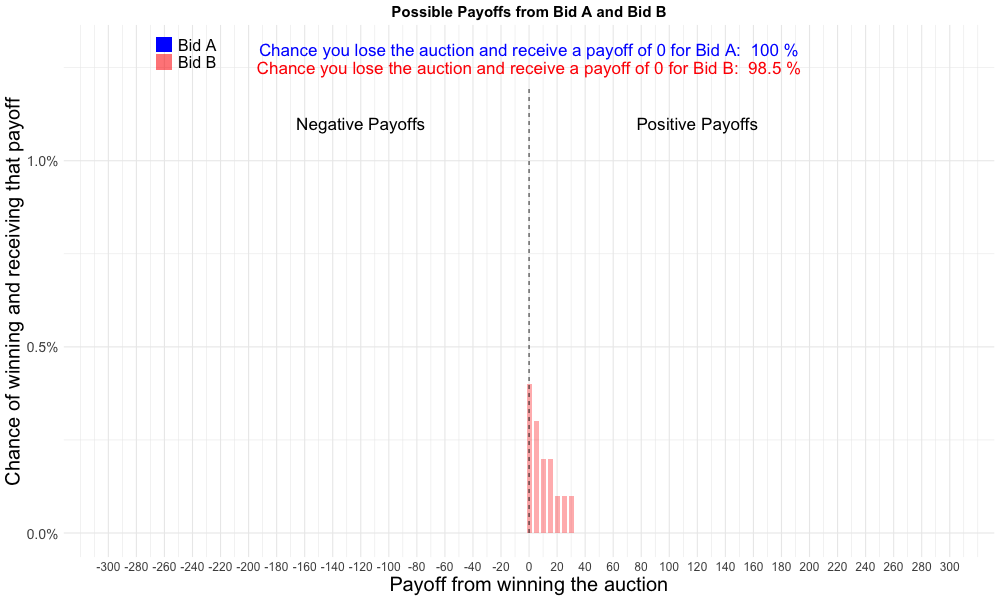 Possible Payoffs from Bid A and Bid B
Bid A
Bid B
Chance you lose the auction and receive a payoff of 0 for Bid A:  100 %
Chance you lose the auction and receive a payoff of 0 for Bid B:  98.5 %
Negative Payoffs
Positive Payoffs
Chance of winning and receiving that payoff
1.0%
0.5%
0.0%
-300 -280 -260 -240 -220 -200 -180 -160 -140 -120 -100 -80 -60 -40 -20 0 20 40 60 80 100 120 140 160 180 200 220 240 260 280 300
Payoff from winning the auction